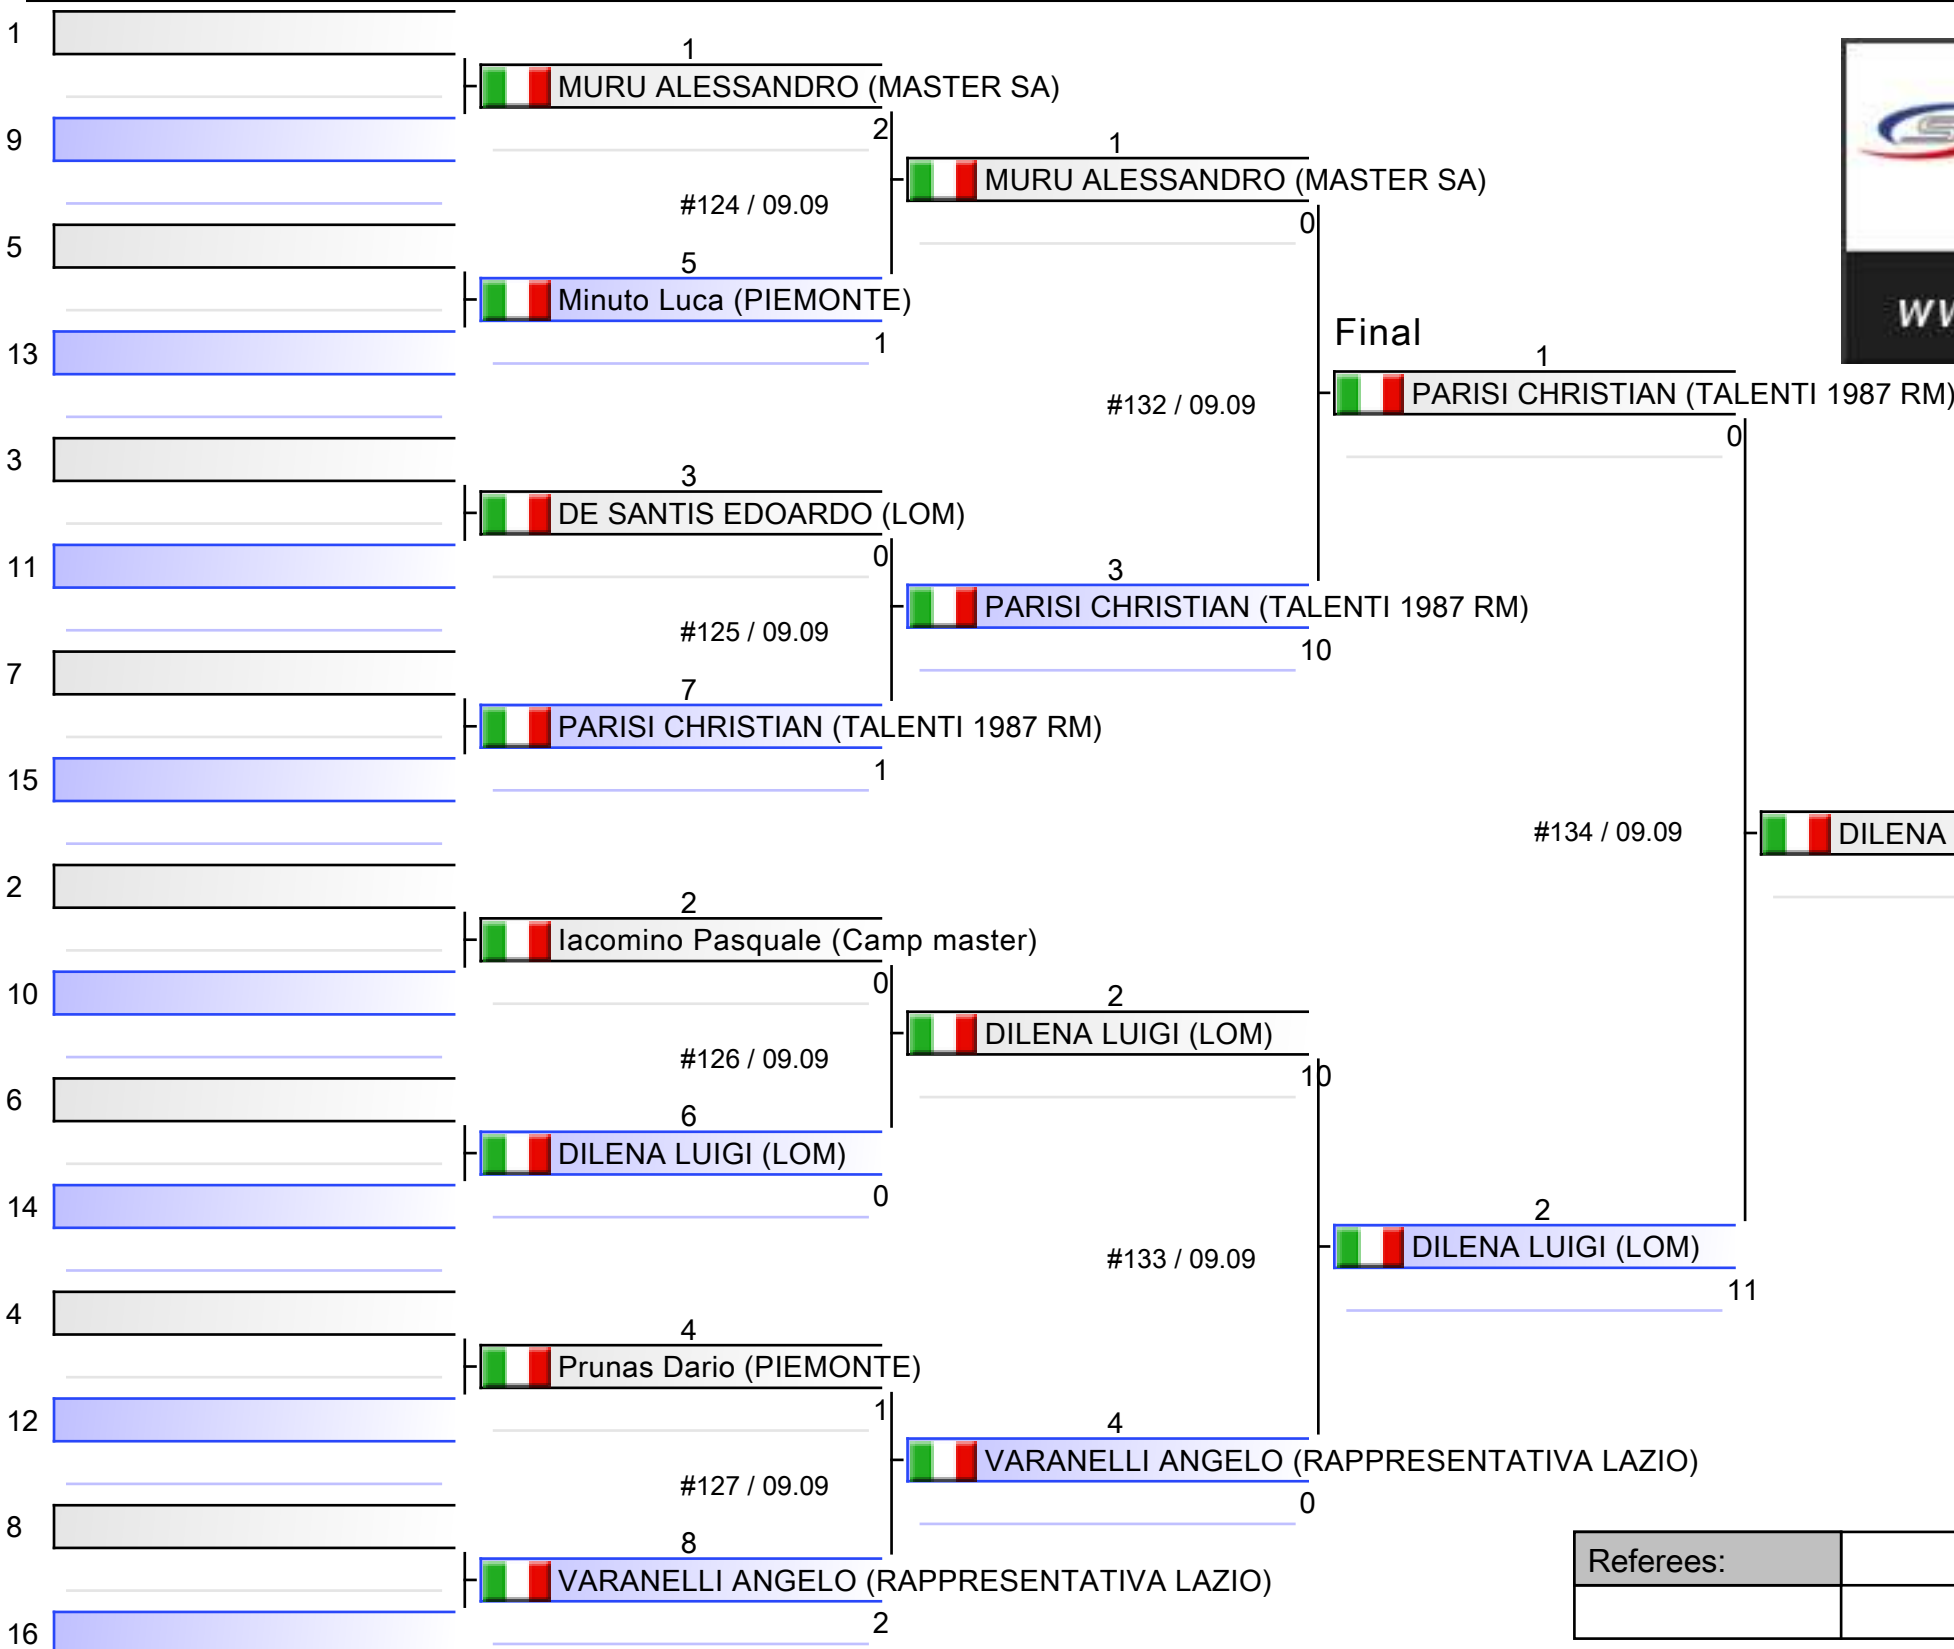 1
1
MURU ALESSANDRO (MASTER SA)
2
9
#124 / 09.09
1
MURU ALESSANDRO (MASTER SA)
0
5
5
Minuto Luca (PIEMONTE)
1
13
#132 / 09.09
Final
1
PARISI CHRISTIAN (TALENTI 1987 RM)
0
3
3
DE SANTIS EDOARDO (LOM)
0
11
#125 / 09.09
3
PARISI CHRISTIAN (TALENTI 1987 RM)
10
7
7
PARISI CHRISTIAN (TALENTI 1987 RM)
1
15
#134 / 09.09
DILENA
2
2
Iacomino Pasquale (Camp master)
0
10
#126 / 09.09
2
DILENA LUIGI (LOM)
10
6
6
DILENA LUIGI (LOM)
0
14
#133 / 09.09
2
DILENA LUIGI (LOM)
11
4
4
Prunas Dario (PIEMONTE)
1
12
#127 / 09.09
4
VARANELLI ANGELO (RAPPRESENTATIVA LAZIO)
0
8
8
VARANELLI ANGELO (RAPPRESENTATIVA LAZIO)
2
16
Referees: